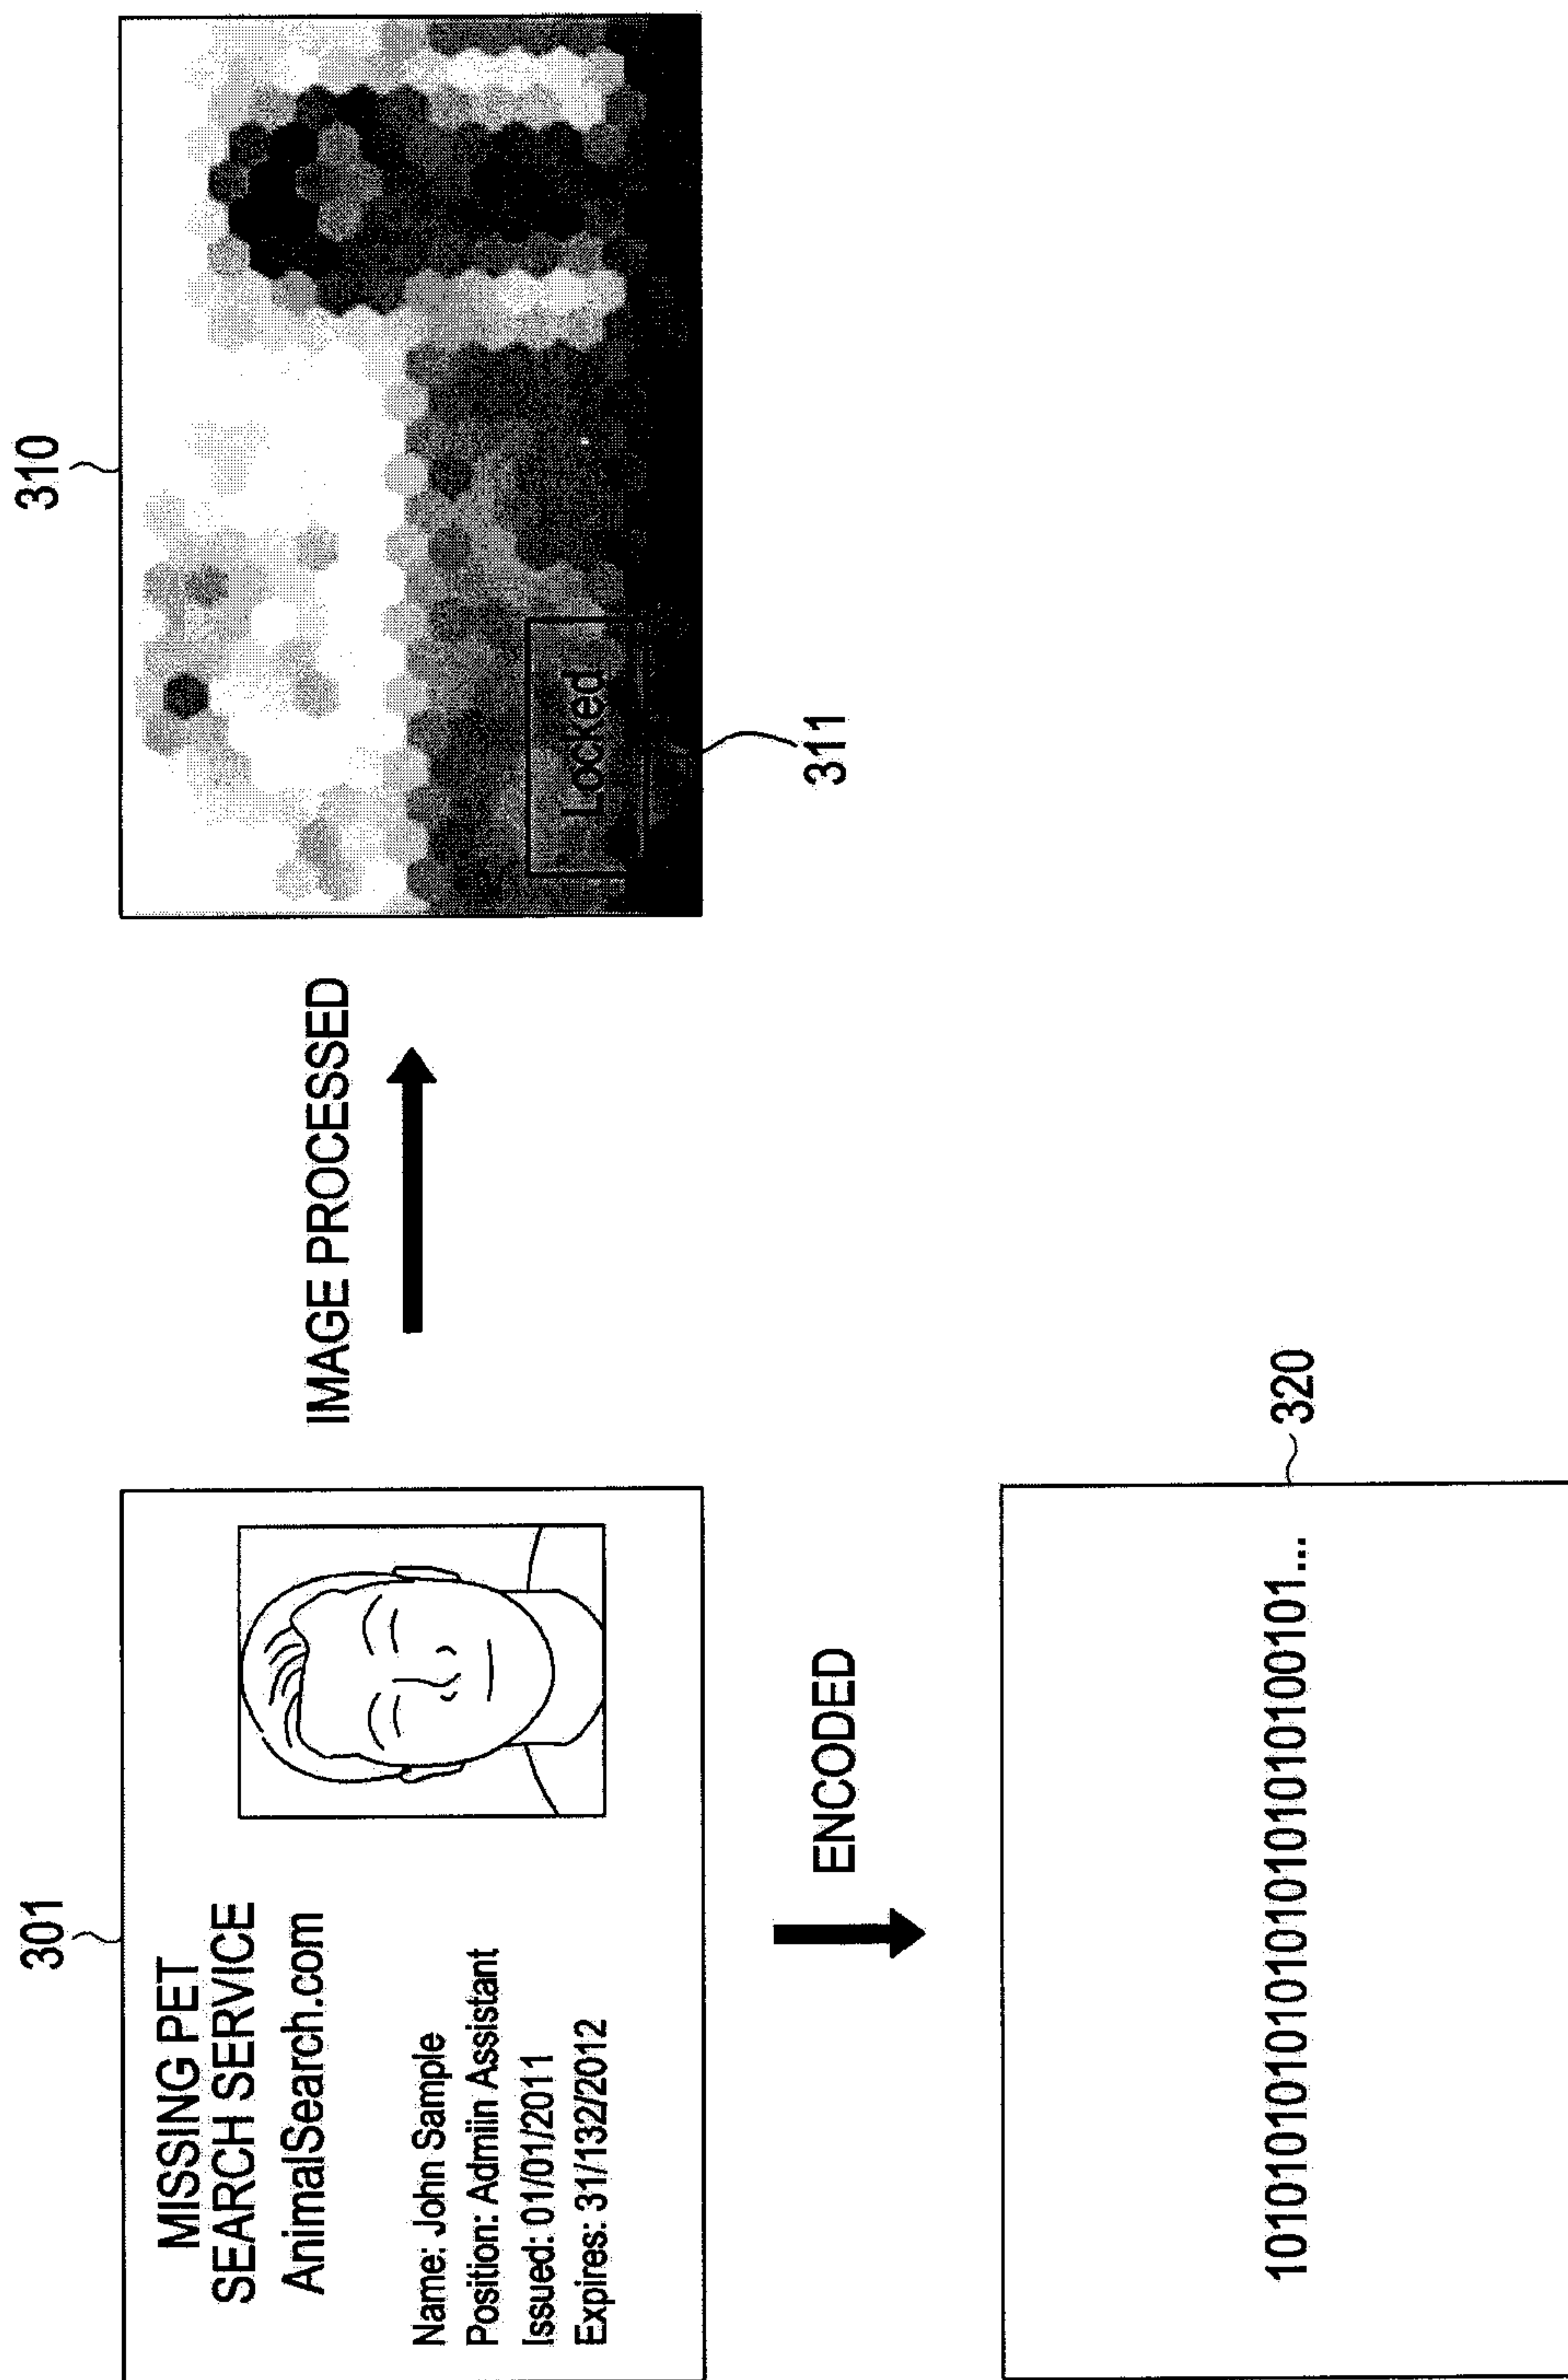 301
MISSING PET
SEARCH SERVICE
AnimalSearch.com
Name: John Sample
Position: Admiin Assistant
Issued: 01/01/2011
Expires: 31/132/2012
IMAGE PROCESSED
310
Locked
311
ENCODED
320
1010101010101010101010101010100101...